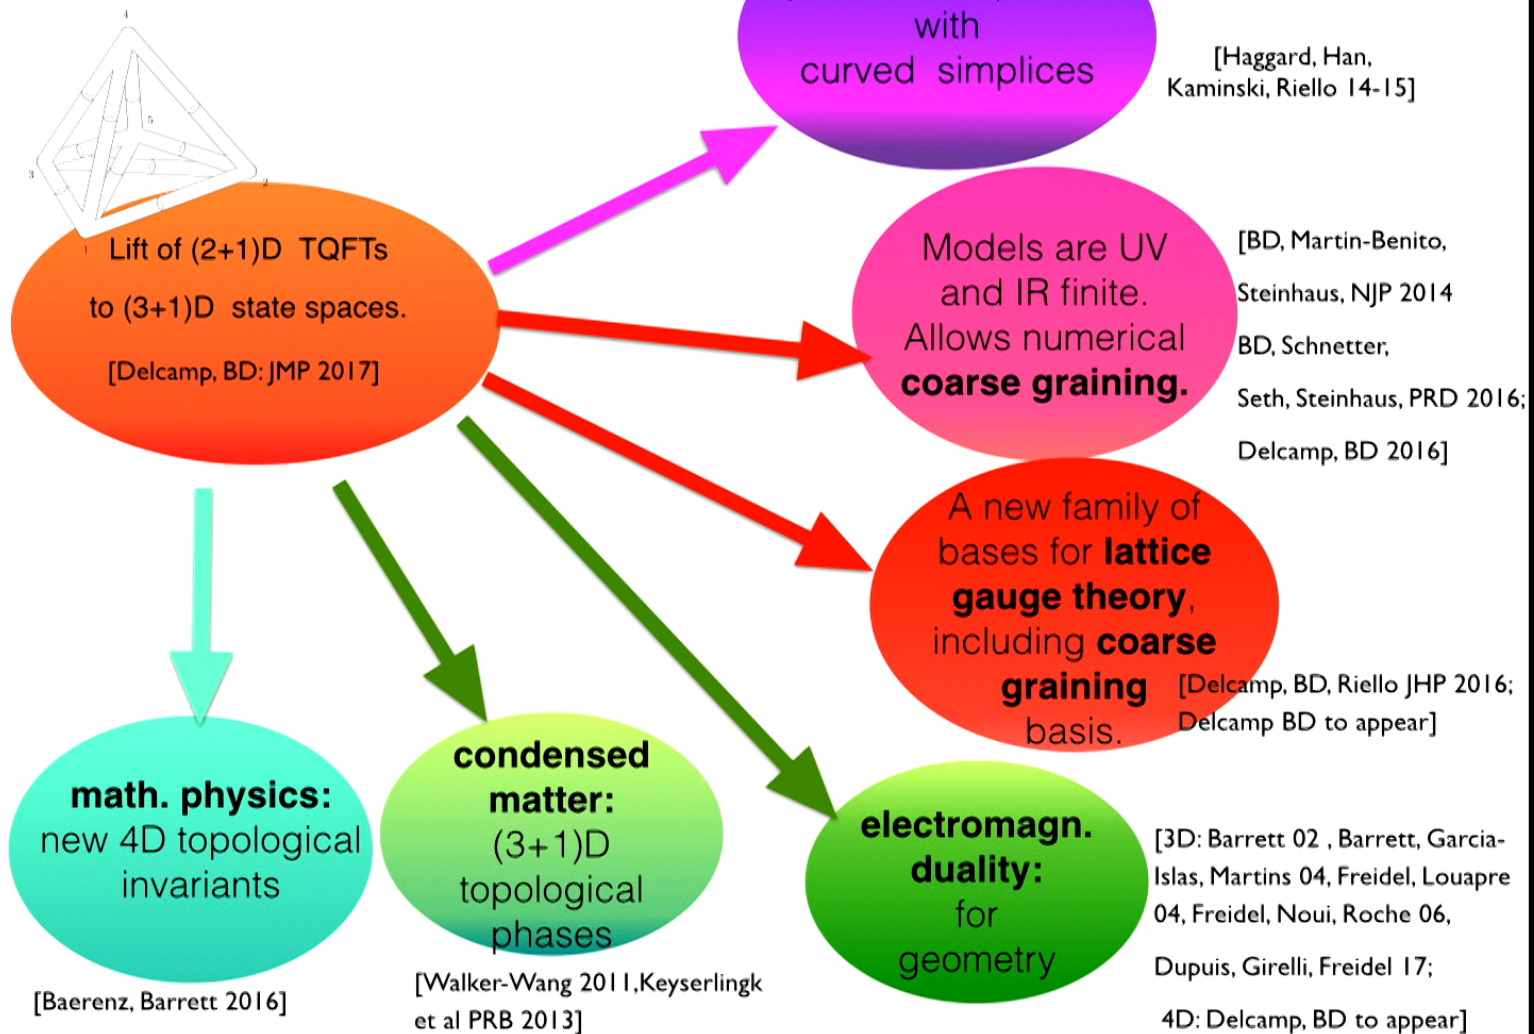 with
curved simplices
[Haggard, Han,
Kaminski, Riello 14-15]
4
5
3
2
1
Lift of (2+1)D TQFTs
to (3+1)D state spaces.
[Delcamp, BD: JMP 2017]
Models are UV
and IR finite.
Allows numerical
coarse graining.
[BD, Martin-Benito,
Steinhaus, NJP 2014
BD, Schnetter,
Seth, Steinhaus, PRD 2016;
Delcamp, BD 2016]
A new family of
bases for lattice
gauge theory,
including coarse
graining
basis.
[Delcamp, BD, Riello JHP 2016;
Delcamp BD to appear]
math. physics:
new 4D topological
invariants
[Baerenz, Barrett 2016]
condensed
matter:
(3+1)D
topological
phases
[Walker-Wang 2011,Keyserlingk
et al PRB 2013]
electromagn.
duality:
for
geometry
[3D: Barrett 02 , Barrett, Garcia-
Islas, Martins 04, Freidel, Louapre
04, Freidel, Noui, Roche 06,
Dupuis, Girelli, Freidel 17;
4D: Delcamp, BD to appear]